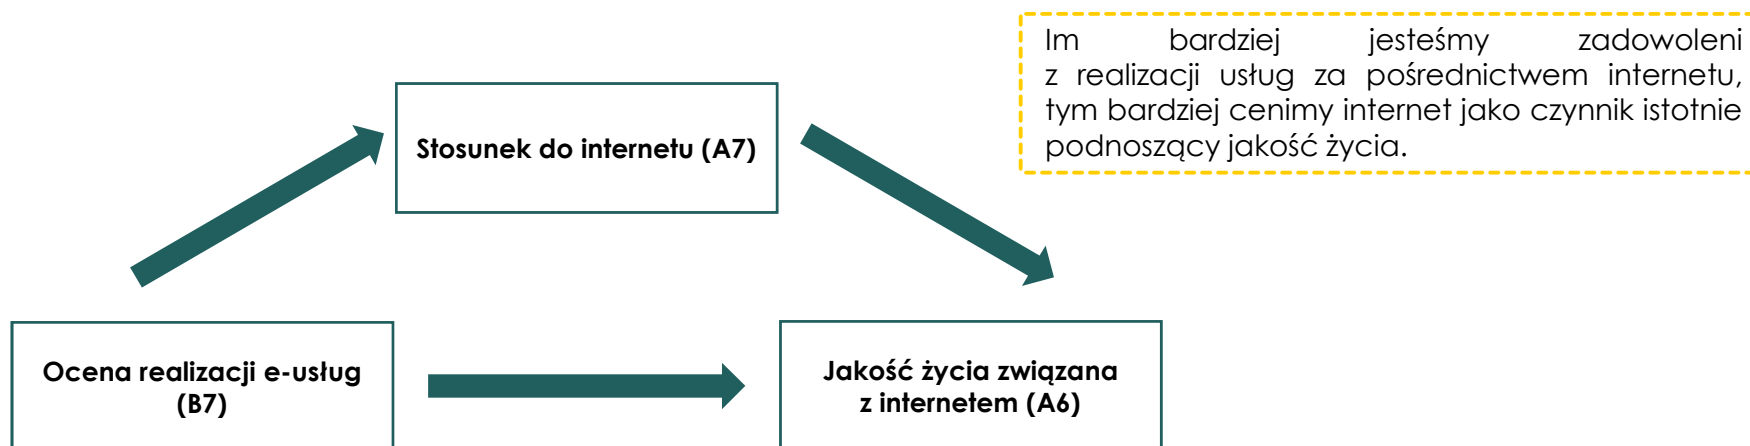 Im bardziej jesteśmy zadowoleni
z realizacji usług za pośrednictwem internetu,
tym bardziej cenimy internet jako czynnik istotnie
podnoszący jakość życia.
Stosunek do internetu (A7)
Ocena realizacji e-usług
(B7)
Jakość życia związana
z internetem (A6)